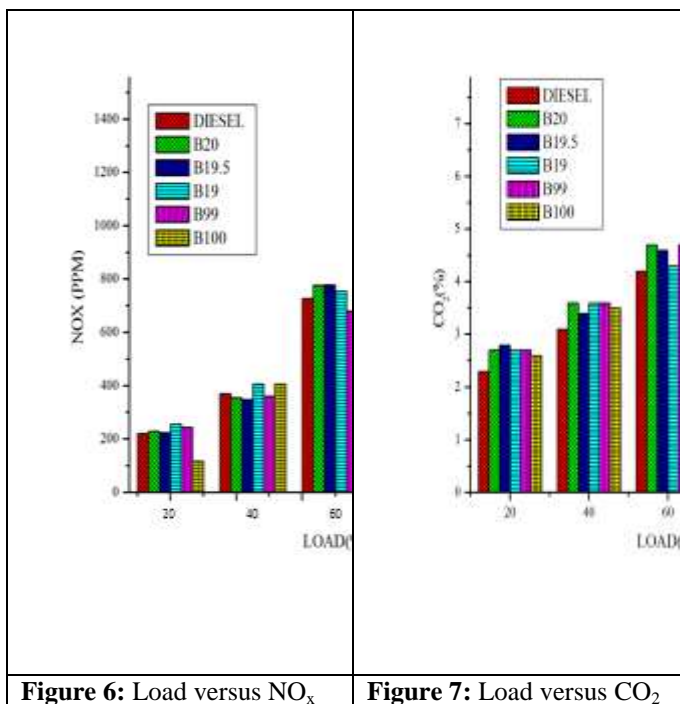 1400
1200
1000
800
600
400
200
0
NOX (PPM)
DIESEL
B20
B19.5
B19
B99
B100
20
40
60
LOAD(
Figure 6: Load versus NOx
7
6
5
4
3
2
1
0
CO2(%)
DIESEL
B20
B19.5
B19
B99
B100
20
40
60
LOAD(
Figure 7: Load versus CO2